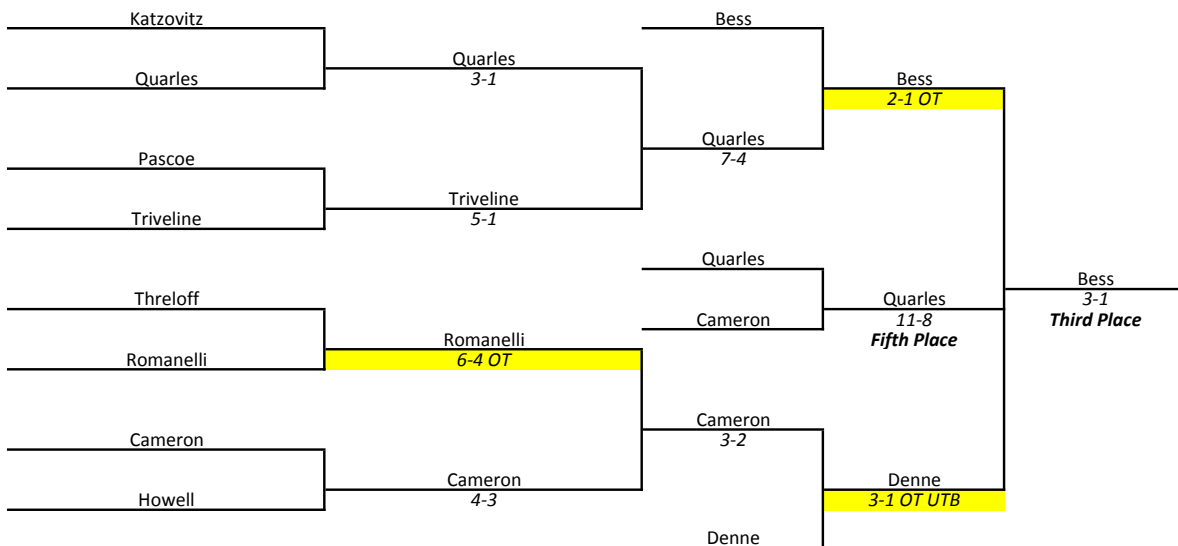 Katzovitz
Bess
Quarles
3-1
Quarles
Bess
2-1 OT
Pascoe
Quarles
7-4
Triveline
5-1
Triveline
Quarles
Threloff
Bess
3-1
Third Place
Quarles
11-8
Fifth Place
Cameron
Romanelli
6-4 OT
Romanelli
Cameron
Cameron
3-2
Howell
Cameron
4-3
Denne
3-1 OT UTB
Denne